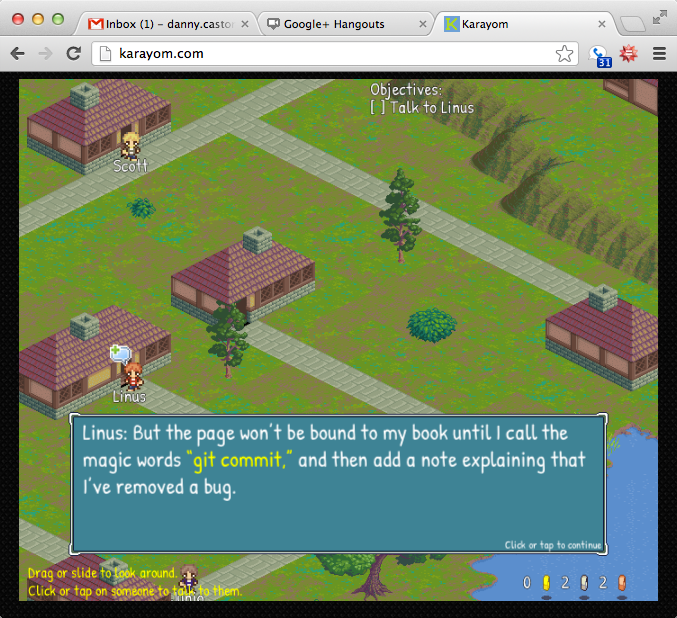 Inbox (1) – danny.castor
Google+ Hangouts
Karayom
karayom.com
31
Objectives:
[ ] Talk to Linus
Scott
Linus
Linus: But the page won't be bound to my book until I call the
magic words "git commit," and then add a note explaining that
I've removed a bug.
Click or tap to continue
Drag or slide to look around.
Click or tap on someone to talk to them.
0 2 2